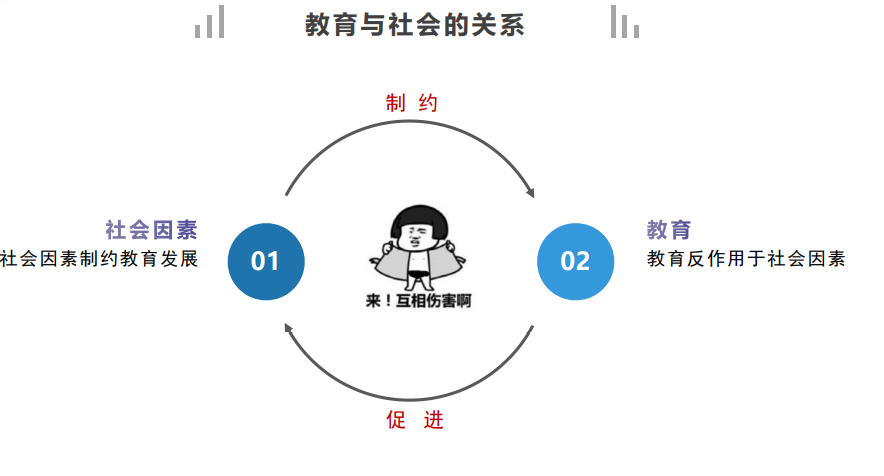 教育与社会的关系
制 约
社会因素
社会因素制约教育发展
01
02
教育
教育反作用于社会因素
来！互相伤害啊
促 进